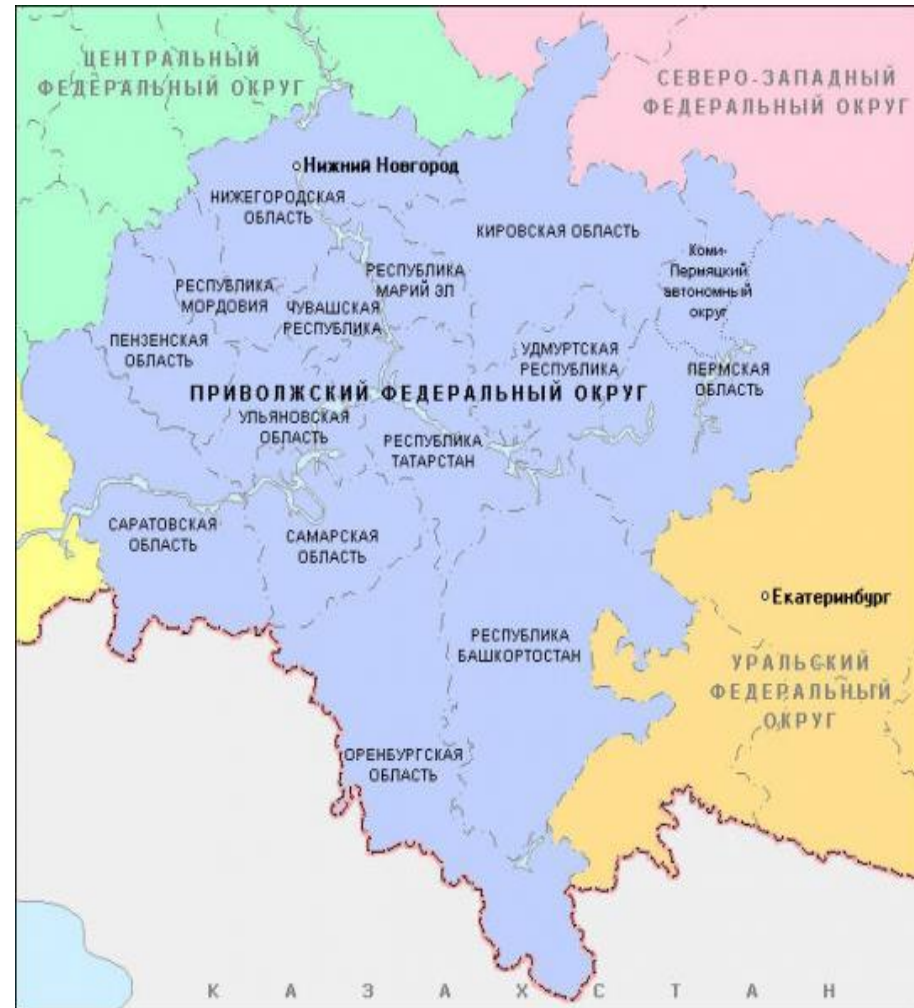 ЦЕНТРАЛЬНЫЙ
ФЕДЕРАЛЬНЫЙ ОКРУГ
СЕВЕРО-ЗАПАДНЫЙ
ФЕДЕРАЛЬНЫЙ ОКРУГ
Нижний Новгород
НИЖЕГОРОДСКАЯ
ОБЛАСТЬ
КИРОВСКАЯ ОБЛАСТЬ
Коми-
Пермяцкий
автономный
округ
РЕСПУБЛИКА
МОРДОВИЯ
РЕСПУБЛИКА
МАРИЙ ЭЛ
ЧУВАШСКАЯ
РЕСПУБЛИКА
ПЕНЗЕНСКАЯ
ОБЛАСТЬ
УДМУРТСКАЯ
РЕСПУБЛИКА
ПЕРМСКАЯ
ОБЛАСТЬ
ПРИВОЛЖСКИЙ ФЕДЕРАЛЬНЫЙ ОКРУГ
УЛЬЯНОВСКАЯ
ОБЛАСТЬ
РЕСПУБЛИКА
ТАТАРСТАН
САРАТОВСКАЯ
ОБЛАСТЬ
САМАРСКАЯ
ОБЛАСТЬ
Екатеринбург
РЕСПУБЛИКА
БАШКОРТОСТАН
УРАЛЬСКИЙ
ФЕДЕРАЛЬНЫЙ
ОКРУГ
ОРЕНБУРГСКАЯ
ОБЛАСТЬ
КАЗАХСТАН